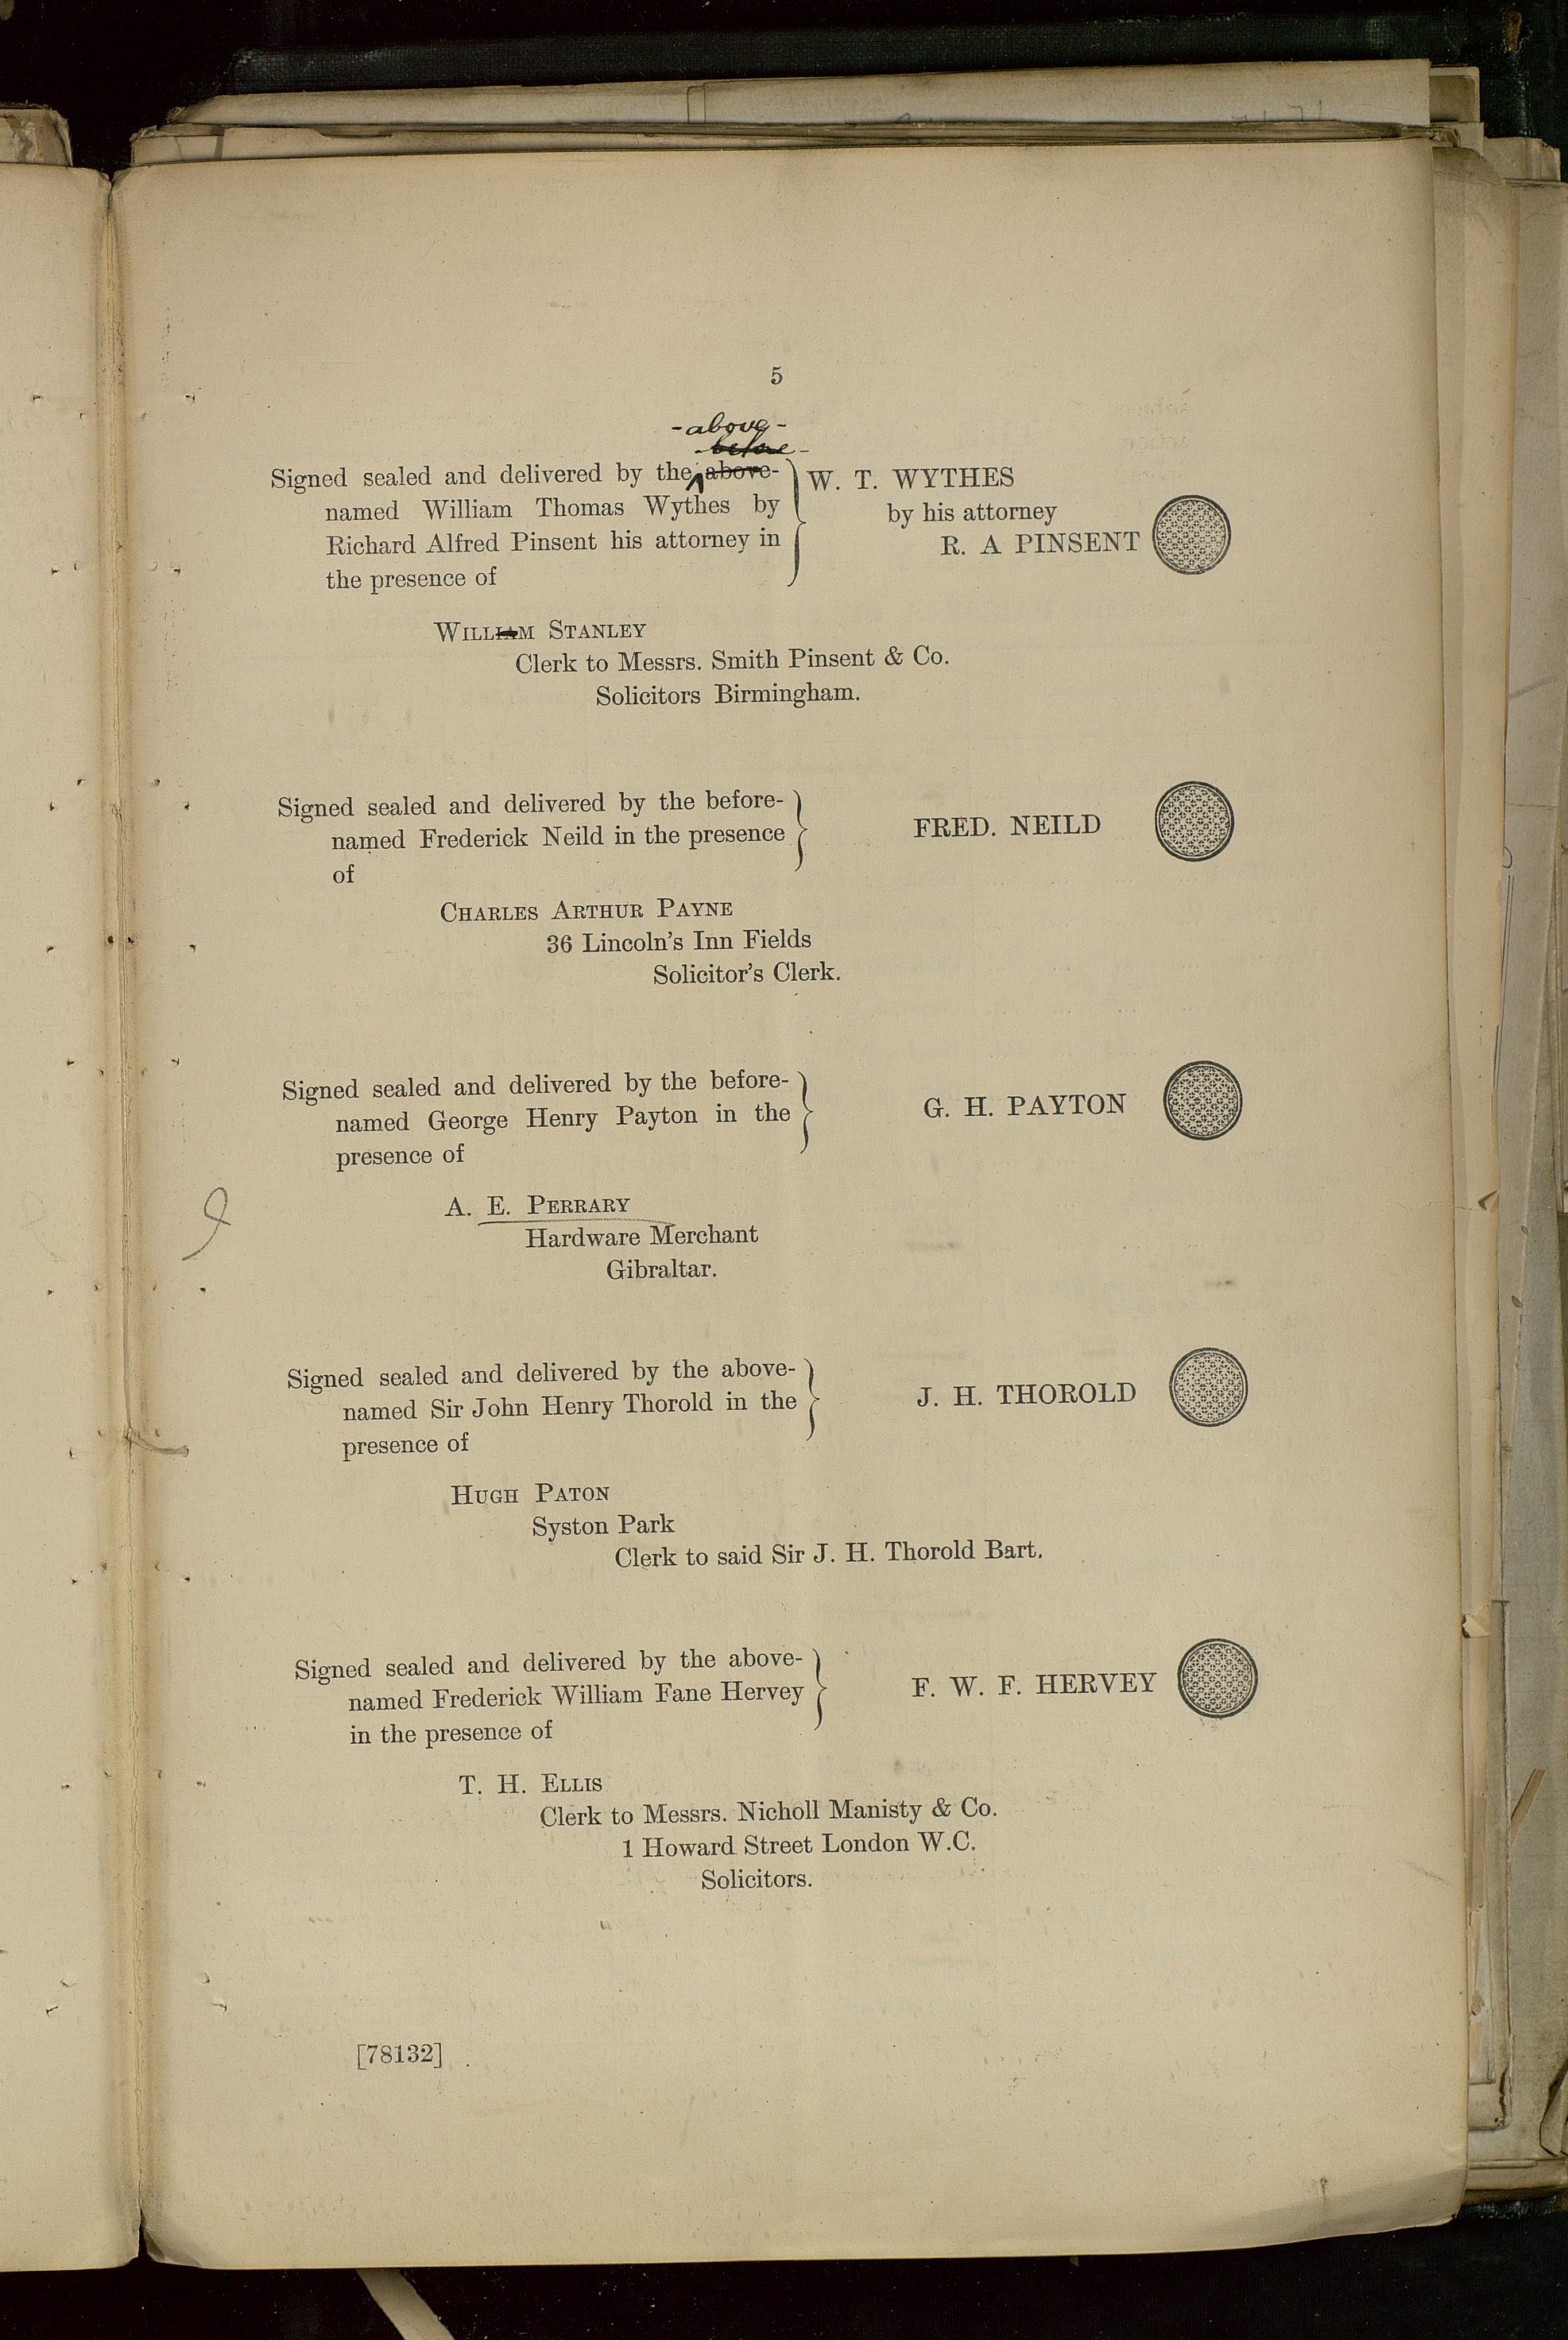 5
-above-
before-
Signed sealed and delivered by the above-
named William Thomas Wythes by
Richard Alfred Pinsent his attorney in
the presence of
W. T. WYTHES
by his attorney
R. A PINSENT
WILLIAM STANLEY
Clerk to Messrs. Smith Pinsent & Co.
Solicitors Birmingham.
Signed sealed and delivered by the before-
named Frederick Neild in the presence
of
FRED. NEILD
CHARLES ARTHUR PAYNE
36 Lincoln's Inn Fields
Solicitor's Clerk.
Signed sealed and delivered by the before-
named George Henry Payton in the
presence of
G. H. PAYTON
A. E. PERRARY
Hardware Merchant
Gibraltar.
Signed sealed and delivered by the above-
named Sir John Henry Thorold in the
presence of
J. H. THOROLD
HUGH PATON
Syston Park
Clerk to said Sir J. H. Thorold Bart.
Signed sealed and delivered by the above-
named Frederick William Fane Hervey
in the presence of
F. W. F. HERVEY
T. H. ELLIS
Clerk to Messrs. Nicholl Manisty & Co.
1 Howard Street London W.C.
Solicitors.
[78132]